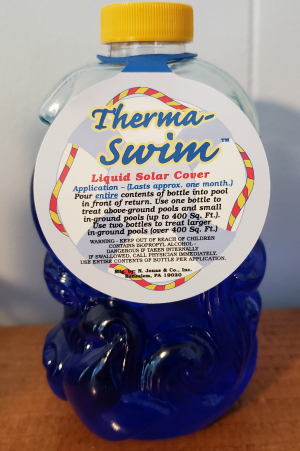 Therma-
Swim™
Liquid Solar Cover
Application - (Lasts approx. one month.)
Pour entire contents of bottle into pool
in front of return. Use one bottle to
treat above-ground pools and small
in-ground pools (up to 400 Sq. Ft.).
Use two bottles to treat larger
in-ground pools (over 400 Sq. Ft.)
WARNING - KEEP OUT OF REACH OF CHILDREN
CONTAINS ISOPROPYL ALCOHOL -
DANGEROUS IF TAKEN INTERNALLY
IF SWALLOWED, CALL PHYSICIAN IMMEDIATELY.
USE ENTIRE CONTENTS OF BOTTLE PER APPLICATION.
Mfg. by: N. Jonas & Co., Inc.
Bensalem, PA 19020